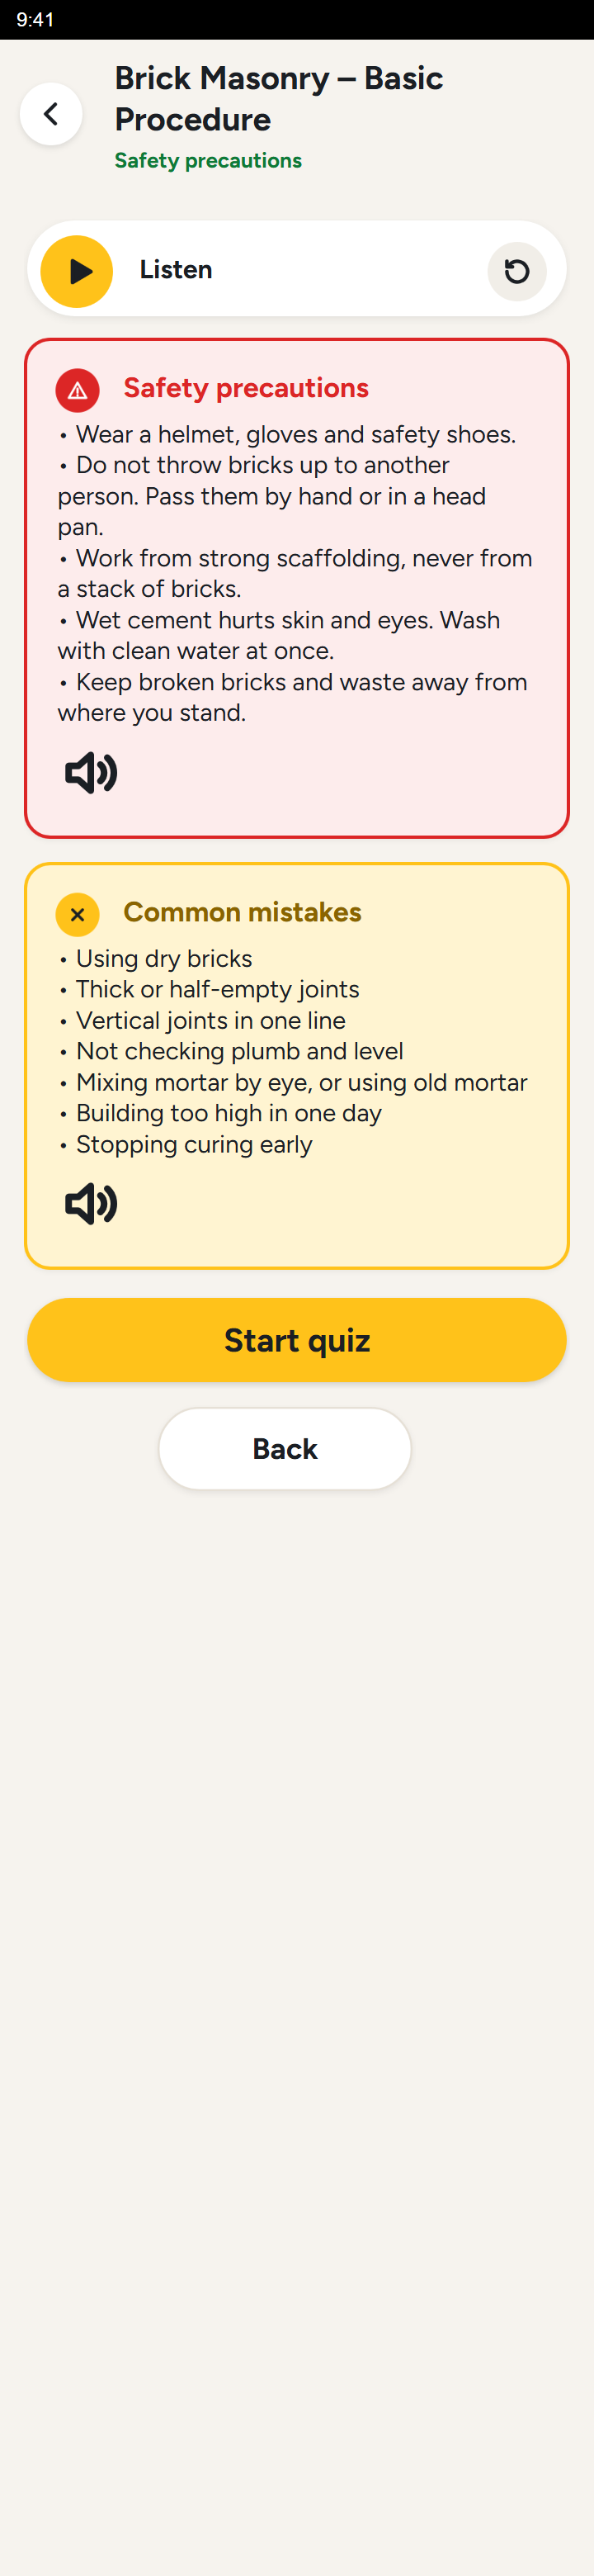 9:41
Brick Masonry – Basic
Procedure
Safety precautions
Listen
Safety precautions
• Wear a helmet, gloves and safety shoes.
• Do not throw bricks up to another
person. Pass them by hand or in a head
pan.
• Work from strong scaffolding, never from
a stack of bricks.
• Wet cement hurts skin and eyes. Wash
with clean water at once.
• Keep broken bricks and waste away from
where you stand.
Common mistakes
• Using dry bricks
• Thick or half-empty joints
• Vertical joints in one line
• Not checking plumb and level
• Mixing mortar by eye, or using old mortar
• Building too high in one day
• Stopping curing early
Start quiz
Back